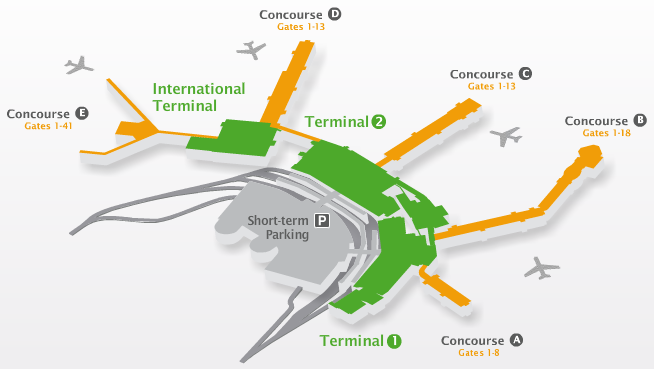 Concourse D
Gates 1-13
Concourse C
Gates 1-13
International
Terminal
Concourse E
Gates 1-41
Terminal 2
Concourse B
Gates 1-18
Short-term P
Parking
Terminal 1
Concourse A
Gates 1-8